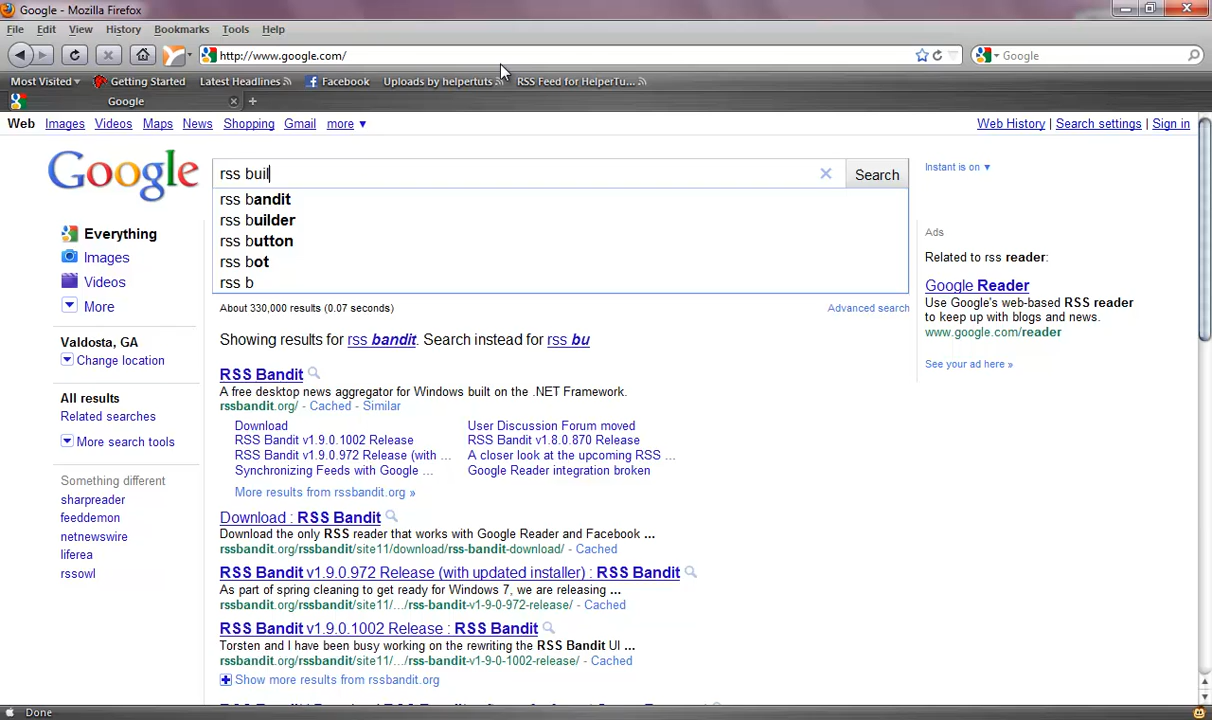 Google - Mozilla Firefox
File Edit View History Bookmarks Tools Help
http://www.google.com/
Google
Most Visited Getting Started Latest Headlines Facebook Uploads by helpertuts RSS Feed for HelperTu...
Google
Web Images Videos Maps News Shopping Gmail more ▼
Web History | Search settings | Sign in
Google
rss buil
Search
Instant is on ▼
rss bandit
rss builder
rss button
rss bot
rss b
Everything
Images
Videos
More
Valdosta, GA
Change location
All results
Related searches
More search tools
Something different
sharpreader
feeddemon
netnewswire
liferea
rssowl
About 330,000 results (0.07 seconds)
Advanced search
Showing results for rss bandit. Search instead for rss bu
RSS Bandit
A free desktop news aggregator for Windows built on the .NET Framework.
rssbandit.org/ - Cached - Similar
Download
User Discussion Forum moved
RSS Bandit v1.9.0.1002 Release
RSS Bandit v1.8.0.870 Release
RSS Bandit v1.9.0.972 Release (with ...
A closer look at the upcoming RSS ...
Synchronizing Feeds with Google ...
Google Reader integration broken
More results from rssbandit.org »
Download : RSS Bandit
Download the only RSS reader that works with Google Reader and Facebook ...
rssbandit.org/rssbandit/site11/download/rss-bandit-download/ - Cached
RSS Bandit v1.9.0.972 Release (with updated installer) : RSS Bandit
As part of spring cleaning to get ready for Windows 7, we are releasing ...
rssbandit.org/rssbandit/site11/.../rss-bandit-v1-9-0-972-release/ - Cached
RSS Bandit v1.9.0.1002 Release : RSS Bandit
Torsten and I have been busy working on the rewriting the RSS Bandit UI ...
rssbandit.org/rssbandit/site11/.../rss-bandit-v1-9-0-1002-release/ - Cached
Show more results from rssbandit.org
Ads
Related to rss reader:
Google Reader
Use Google's web-based RSS reader
to keep up with blogs and news.
www.google.com/reader
See your ad here »
Done